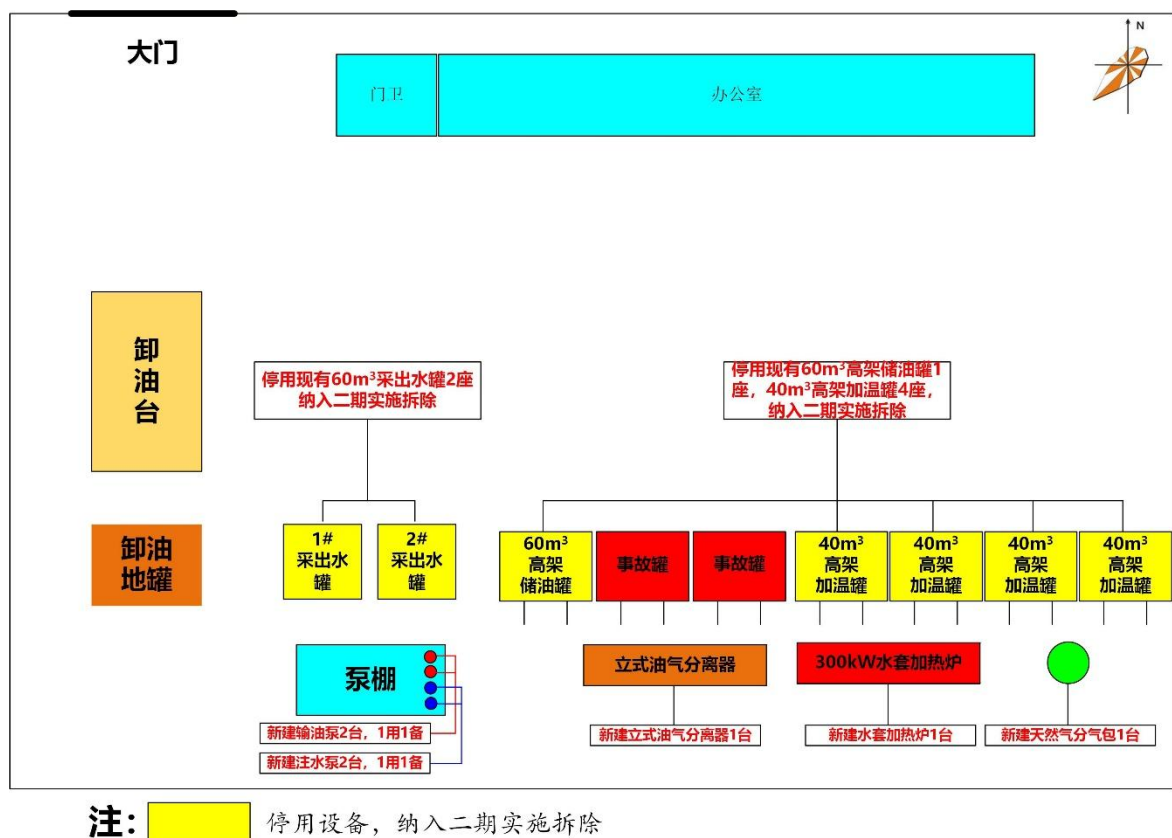 大门
N
门卫
办公室
卸
油
台
停用现有60m³采出水罐2座
纳入二期实施拆除
停用现有60m³高架储油罐1
座，40m³高架加温罐4座，
纳入二期实施拆除
卸油
地罐
1#
采出水
罐
2#
采出水
罐
60m³
高架
储油罐
事故罐
事故罐
40m³
高架
加温罐
40m³
高架
加温罐
40m³
高架
加温罐
40m³
高架
加温罐
泵棚
立式油气分离器
300kW水套加热炉
新建输油泵2台，1用1备
新建立式油气分离器1台
新建水套加热炉1台
新建天然气分气包1台
新建注水泵2台，1用1备
注：
停用设备，纳入二期实施拆除